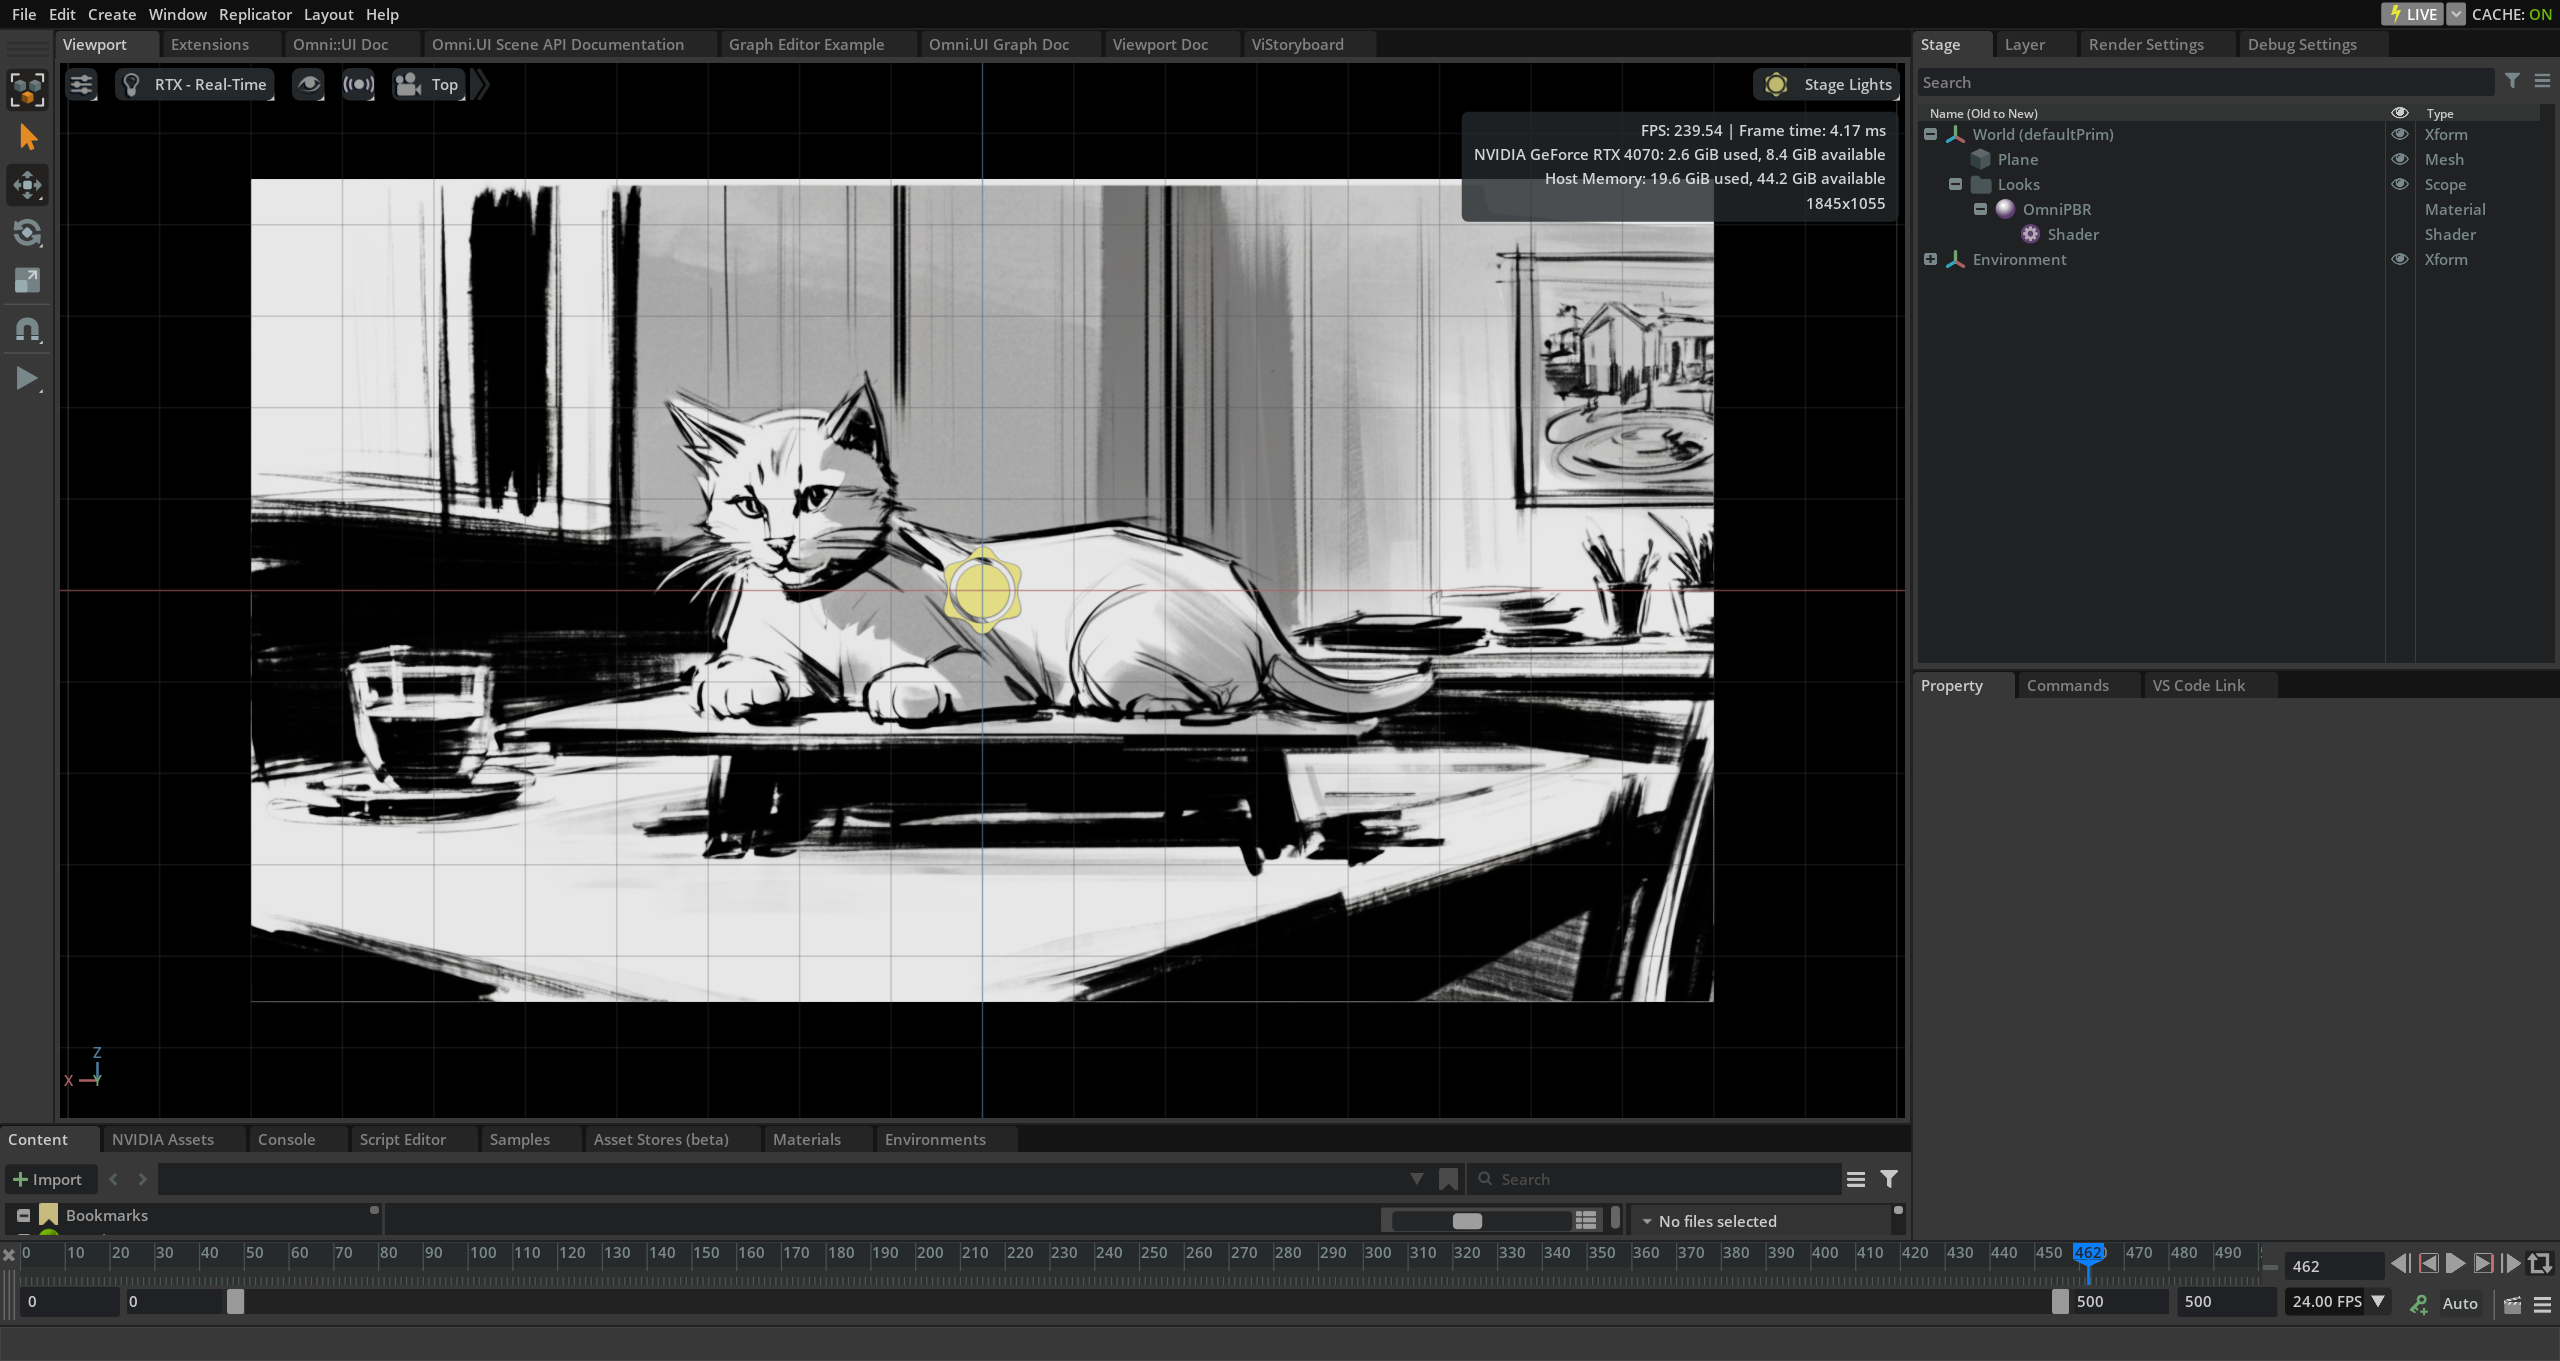 File Edit Create Window Replicator Layout Help
LIVE CACHE: ON
Viewport Extensions Omni::UI Doc Omni.UI Scene API Documentation Graph Editor Example Omni.UI Graph Doc Viewport Doc ViStoryboard
Stage Layer Render Settings Debug Settings
RTX - Real-Time Top Stage Lights
Search
FPS: 239.54 | Frame time: 4.17 ms
NVIDIA GeForce RTX 4070: 2.6 GiB used, 8.4 GiB available
Host Memory: 19.6 GiB used, 44.2 GiB available
1845x1055
Name (Old to New) Type
World (defaultPrim) Xform
Plane Mesh
Looks Scope
OmniPBR Material
Shader Shader
Environment Xform
Property Commands VS Code Link
Z
X Y
Content NVIDIA Assets Console Script Editor Samples Asset Stores (beta) Materials Environments
Import Search
Bookmarks No files selected
0 10 20 30 40 50 60 70 80 90 100 110 120 130 140 150 160 170 180 190 200 210 220 230 240 250 260 270 280 290 300 310 320 330 340 350 360 370 380 390 400 410 420 430 440 450 462 470 480 490
462
0 0 500 500 24.00 FPS Auto